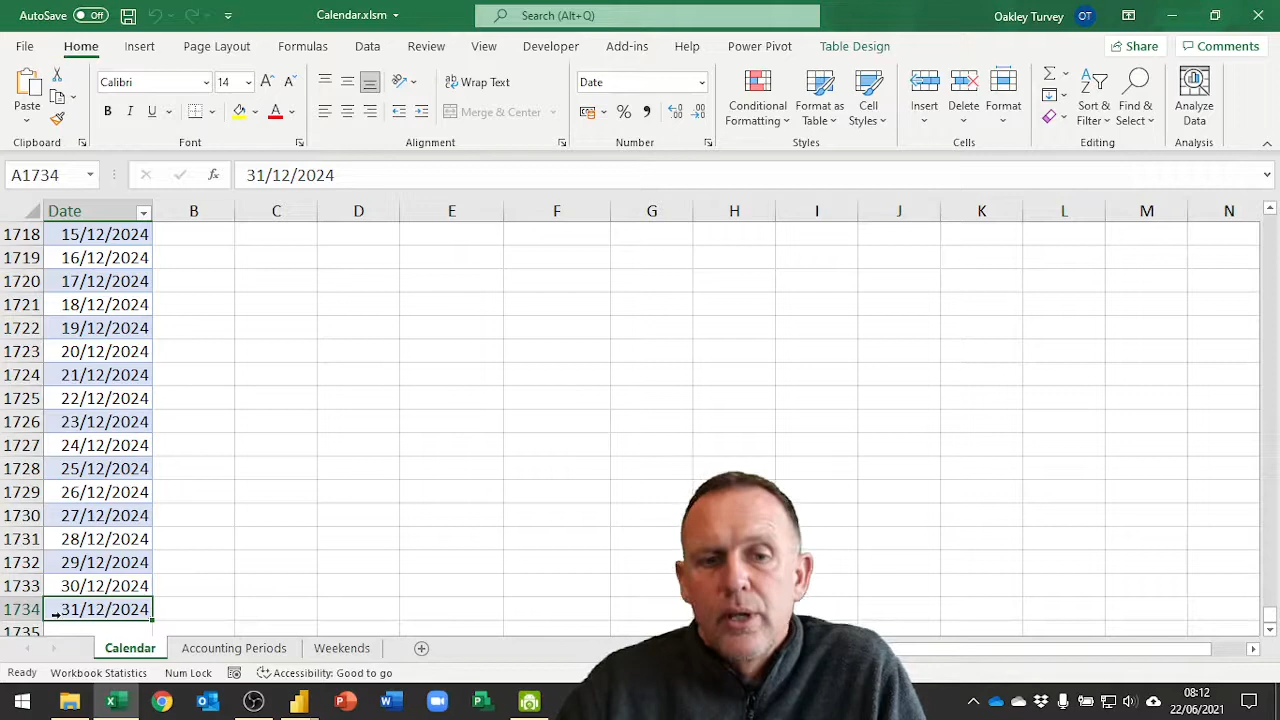 AutoSave Off Calendar.xlsm Search (Alt+Q) Oakley Turvey OT
File Home Insert Page Layout Formulas Data Review View Developer Add-ins Help Power Pivot Table Design Share Comments
Paste Calibri 14 Wrap Text Date Conditional Formatting Format as Table Cell Styles Insert Delete Format Sort & Filter Find & Select Analyze Data
B I U A Merge & Center % ,
Clipboard Font Alignment Number Styles Cells Editing Analysis
A1734 fx 31/12/2024
Date B C D E F G H I J K L M N
1718 15/12/2024
1719 16/12/2024
1720 17/12/2024
1721 18/12/2024
1722 19/12/2024
1723 20/12/2024
1724 21/12/2024
1725 22/12/2024
1726 23/12/2024
1727 24/12/2024
1728 25/12/2024
1729 26/12/2024
1730 27/12/2024
1731 28/12/2024
1732 29/12/2024
1733 30/12/2024
1734 31/12/2024
1735
Calendar Accounting Periods Weekends
Ready Workbook Statistics Num Lock Accessibility: Good to go
08:12
22/06/2021